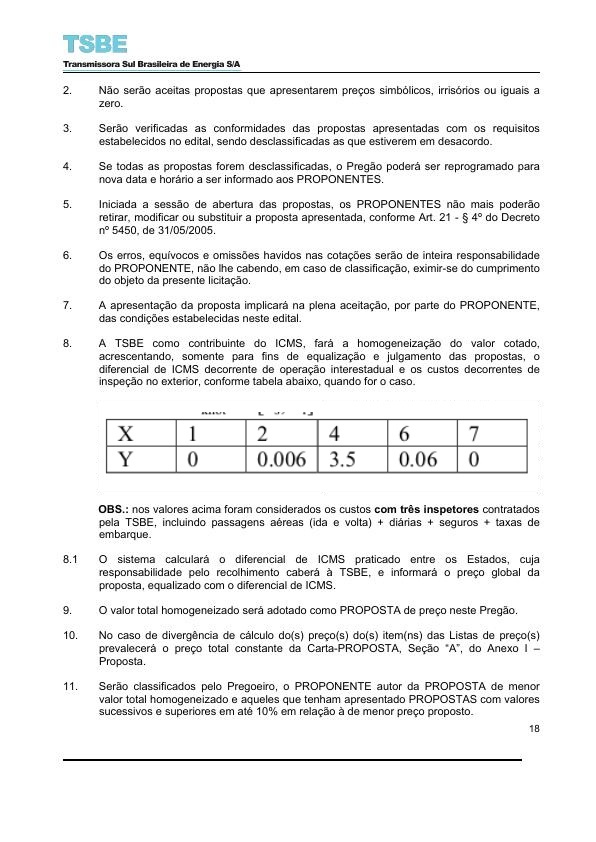 TSBE
Transmissora Sul Brasileira de Energia S/A
2. Não serão aceitas propostas que apresentarem preços simbólicos, irrisórios ou iguais a
zero.
3. Serão verificadas as conformidades das propostas apresentadas com os requisitos
estabelecidos no edital, sendo desclassificadas as que estiverem em desacordo.
4. Se todas as propostas forem desclassificadas, o Pregão poderá ser reprogramado para
nova data e horário a ser informado aos PROPONENTES.
5. Iniciada a sessão de abertura das propostas, os PROPONENTES não mais poderão
retirar, modificar ou substituir a proposta apresentada, conforme Art. 21 - § 4º do Decreto
nº 5450, de 31/05/2005.
6. Os erros, equívocos e omissões havidos nas cotações serão de inteira responsabilidade
do PROPONENTE, não lhe cabendo, em caso de classificação, eximir-se do cumprimento
do objeto da presente licitação.
7. A apresentação da proposta implicará na plena aceitação, por parte do PROPONENTE,
das condições estabelecidas neste edital.
8. A TSBE como contribuinte do ICMS, fará a homogeneização do valor cotado,
acrescentando, somente para fins de equalização e julgamento das propostas, o
diferencial de ICMS decorrente de operação interestadual e os custos decorrentes de
inspeção no exterior, conforme tabela abaixo, quando for o caso.
X 1 2 4 6 7
Y 0 0.006 3.5 0.06 0
OBS.: nos valores acima foram considerados os custos com três inspetores contratados
pela TSBE, incluindo passagens aéreas (ida e volta) + diárias + seguros + taxas de
embarque.
8.1 O sistema calculará o diferencial de ICMS praticado entre os Estados, cuja
responsabilidade pelo recolhimento caberá à TSBE, e informará o preço global da
proposta, equalizado com o diferencial de ICMS.
9. O valor total homogeneizado será adotado como PROPOSTA de preço neste Pregão.
10. No caso de divergência de cálculo do(s) preço(s) do(s) item(ns) das Listas de preço(s)
prevalecerá o preço total constante da Carta-PROPOSTA, Seção “A”, do Anexo I –
Proposta.
11. Serão classificados pelo Pregoeiro, o PROPONENTE autor da PROPOSTA de menor
valor total homogeneizado e aqueles que tenham apresentado PROPOSTAS com valores
sucessivos e superiores em até 10% em relação à de menor preço proposto.
18